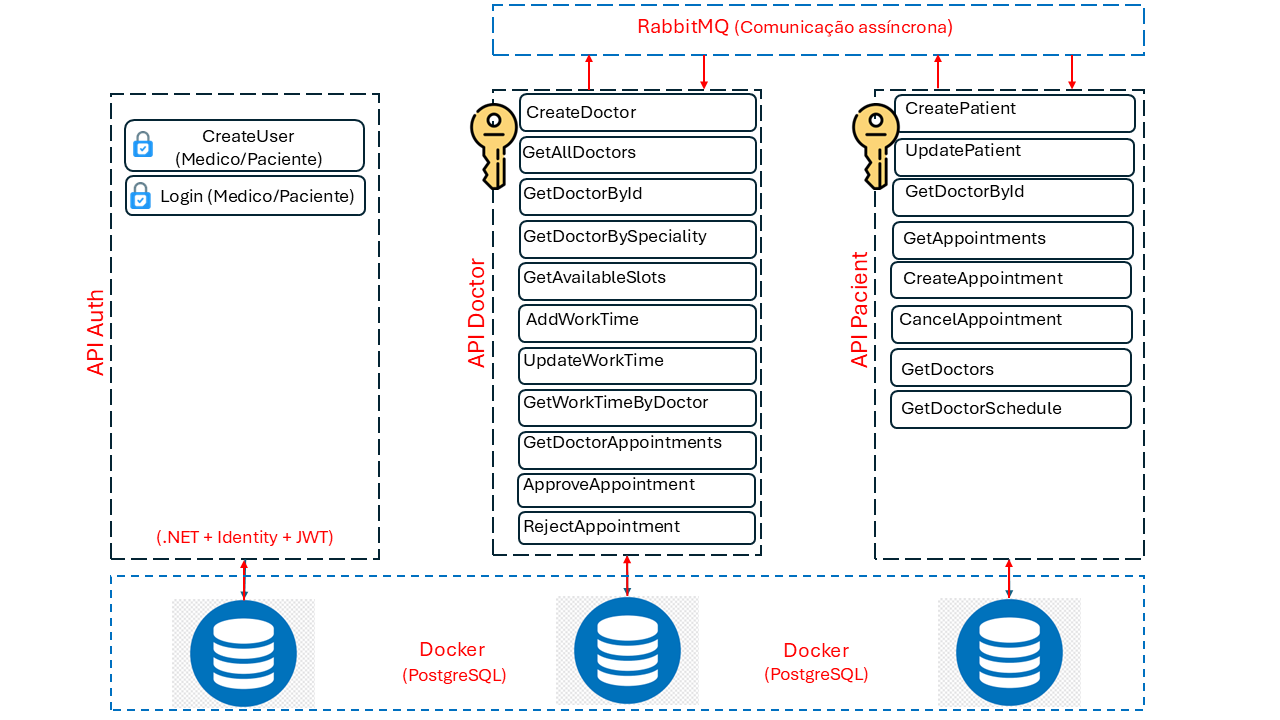 RabbitMQ (Comunicação assíncrona)
API Auth
CreateUser
(Medico/Paciente)
Login (Medico/Paciente)
(.NET + Identity + JWT)
API Doctor
CreateDoctor
GetAllDoctors
GetDoctorById
GetDoctorBySpeciality
GetAvailableSlots
AddWorkTime
UpdateWorkTime
GetWorkTimeByDoctor
GetDoctorAppointments
ApproveAppointment
RejectAppointment
API Pacient
CreatePatient
UpdatePatient
GetDoctorById
GetAppointments
CreateAppointment
CancelAppointment
GetDoctors
GetDoctorSchedule
Docker
(PostgreSQL)
Docker
(PostgreSQL)